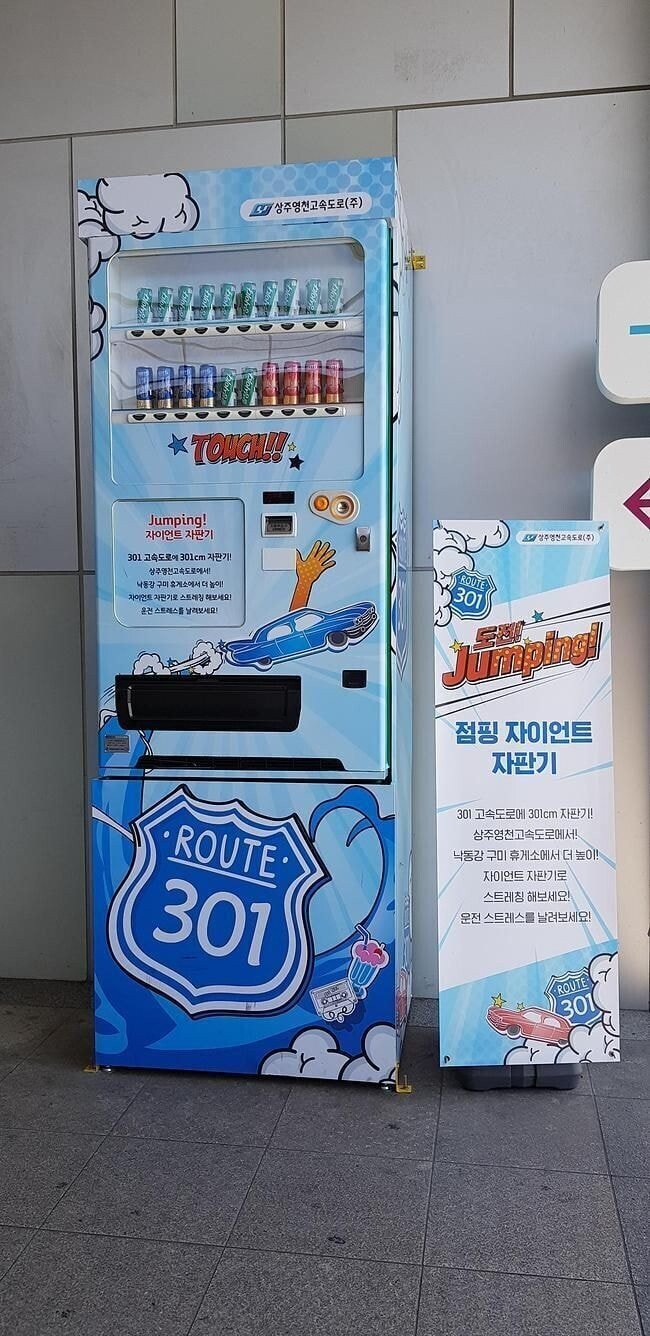 상주영천고속도로(주)
TOUCH!!
Jumping!
자이언트 자판기
301 고속도로에 301cm 자판기!
상주영천고속도로에서!
낙동강 구미 휴게소에서 더 높이!
자이언트 자판기로 스트레칭 해보세요!
운전 스트레스를 날려보세요!
ROUTE
301
상주영천고속도로(주)
ROUTE
301
도전!
Jumping!
점핑 자이언트
자판기
301 고속도로에 301cm 자판기!
상주영천고속도로에서!
낙동강 구미 휴게소에서 더 높이!
자이언트 자판기로
스트레칭 해보세요!
운전 스트레스를 날려보세요!
ROUTE
301